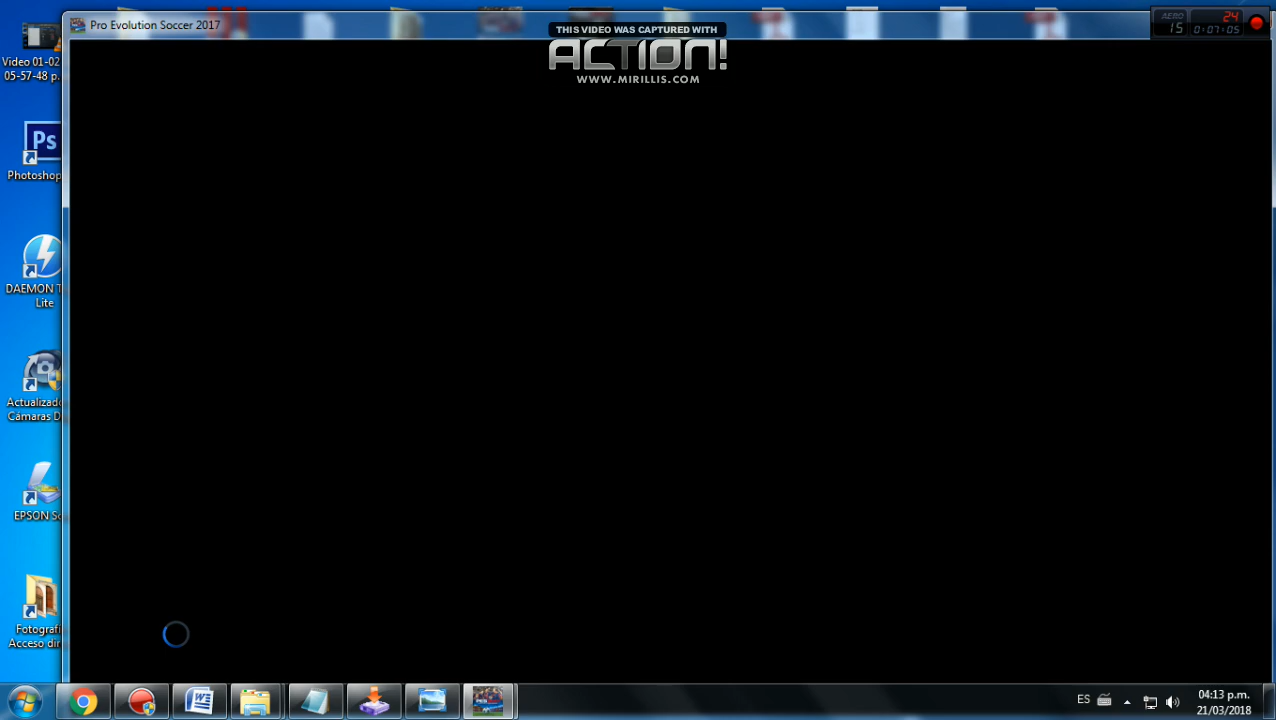 Pro Evolution Soccer 2017
THIS VIDEO WAS CAPTURED WITH
ACTION!
WWW.MIRILLIS.COM
AERO
15
24
0:07:05
Video 01-02
05-57-48 p.
Ps
Photoshop
DAEMON T
Lite
Actualizado
Cámaras D
EPSON Sc
Fotografí
Acceso dir
ES
04:13 p.m.
21/03/2018